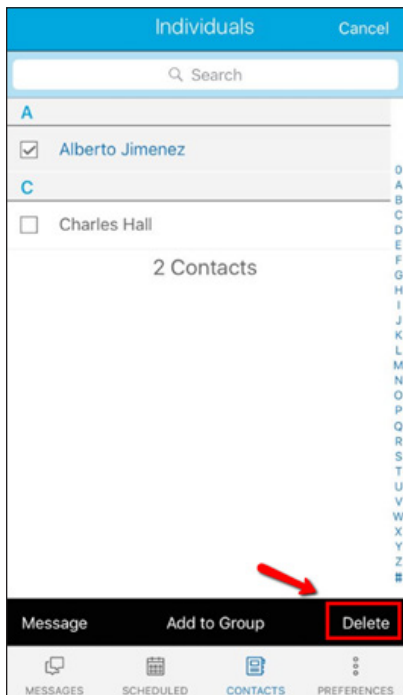 Individuals
Cancel
Search
A
Alberto Jimenez
C
Charles Hall
2 Contacts
0
A
B
C
D
E
F
G
H
I
J
K
L
M
N
O
P
Q
R
S
T
U
V
W
X
Y
Z
#
Message Add to Group Delete
MESSAGES SCHEDULED CONTACTS PREFERENCES